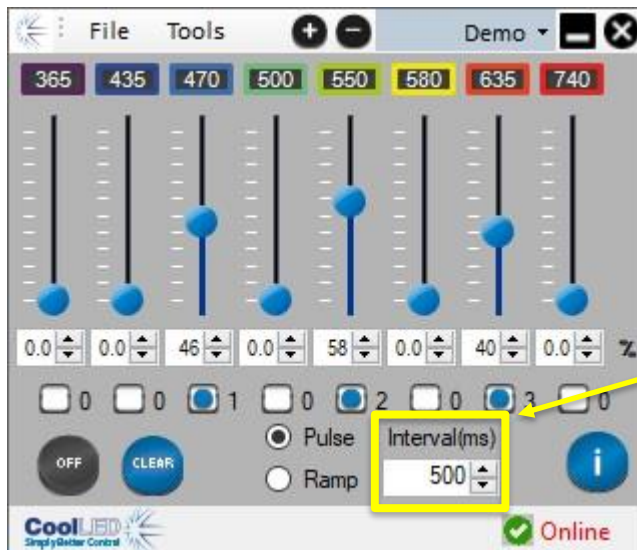 File Tools + - Demo
365 435 470 500 550 580 635 740
0.0 0.0 46 0.0 58 0.0 40 0.0 %
0 0 1 0 2 0 3 0
OFF CLEAR Pulse Interval(ms) i
Ramp 500
CoolLED Online
Simply Better Control